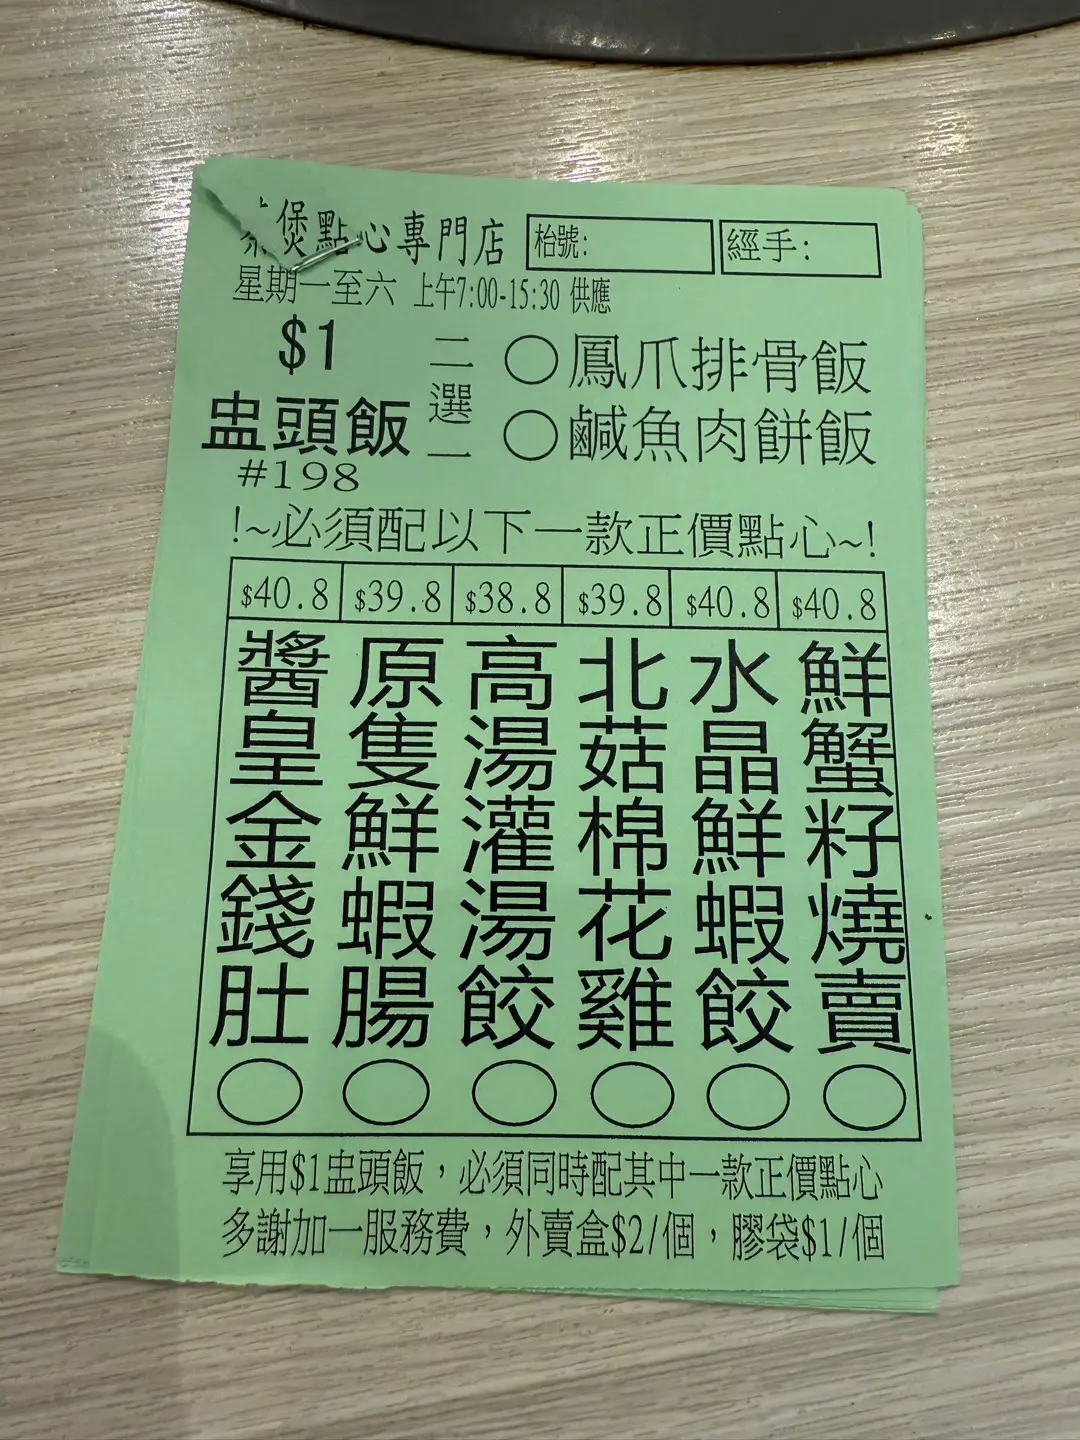 煲點心專門店 枱號: 經手:
星期一至六 上午7:00-15:30 供應
$1 二選一 ○鳳爪排骨飯
盅頭飯 ○鹹魚肉餅飯
#198
!~必須配以下一款正價點心~!
$40.8 $39.8 $38.8 $39.8 $40.8 $40.8
醬皇金錢肚
原隻鮮蝦腸
高湯灌湯餃
北菇棉花雞
水晶鮮蝦餃
鮮蟹籽燒賣
享用$1盅頭飯，必須同時配其中一款正價點心
多謝加一服務費，外賣盒$2/個，膠袋$1/個